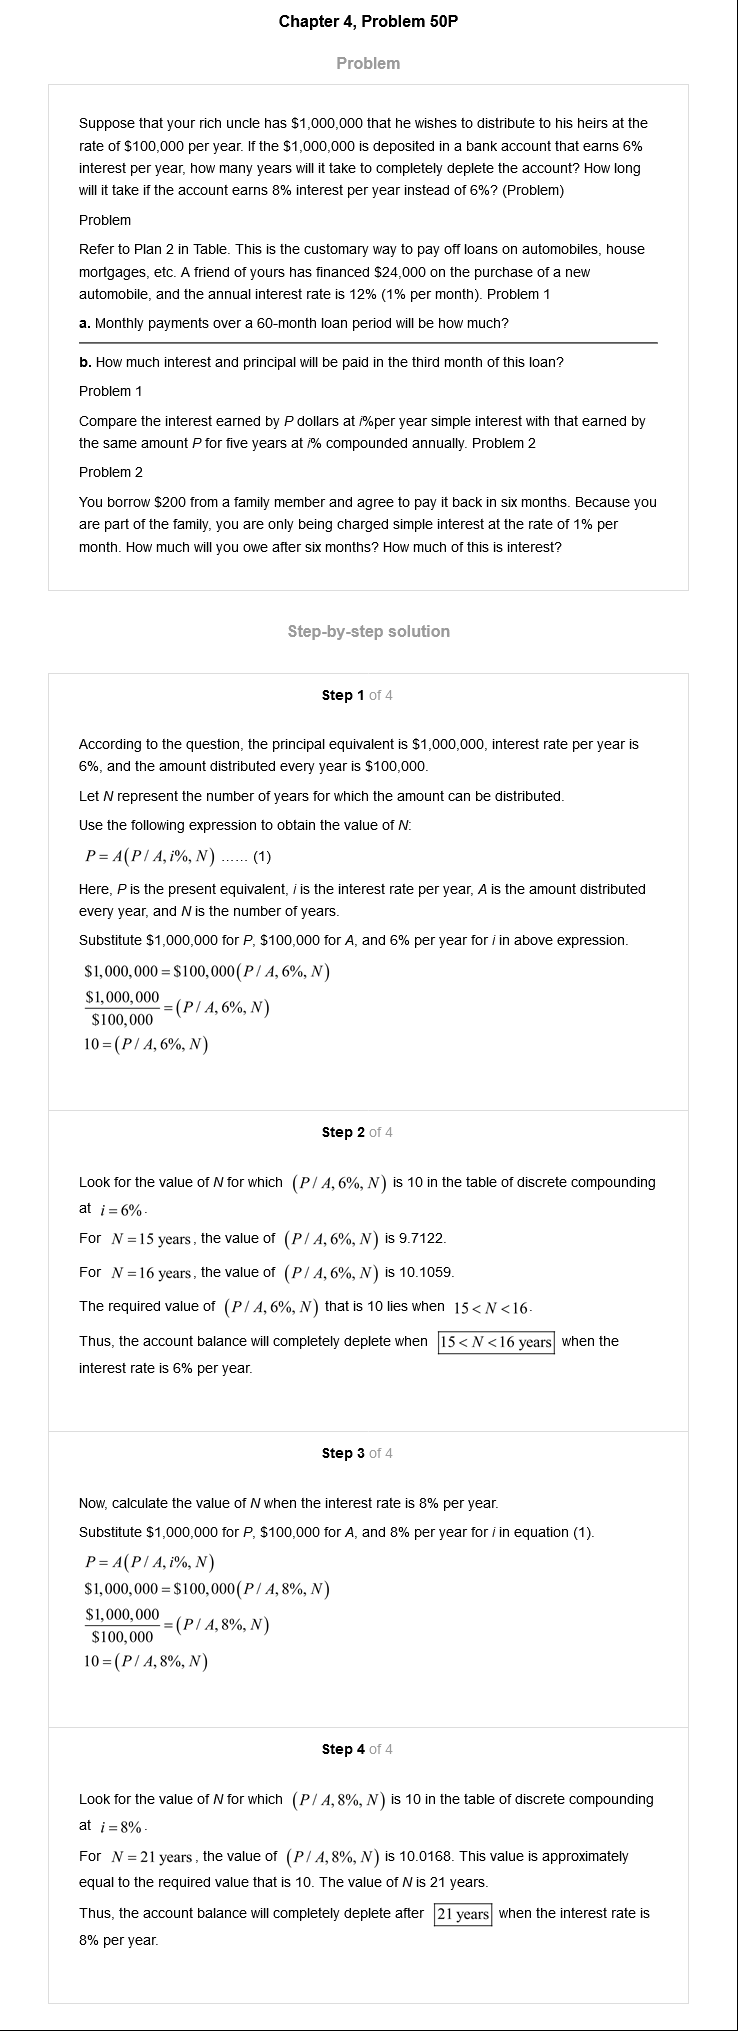 Chapter 4, Problem 50P
Problem
Suppose that your rich uncle has $1,000,000 that he wishes to distribute to his heirs at the
rate of $100,000 per year. If the $1,000,000 is deposited in a bank account that earns 6%
interest per year, how many years will it take to completely deplete the account? How long
will it take if the account earns 8% interest per year instead of 6%? (Problem)
Problem
Refer to Plan 2 in Table. This is the customary way to pay off loans on automobiles, house
mortgages, etc. A friend of yours has financed $24,000 on the purchase of a new
automobile, and the annual interest rate is 12% (1% per month). Problem 1
a. Monthly payments over a 60-month loan period will be how much?
b. How much interest and principal will be paid in the third month of this loan?
Problem 1
Compare the interest earned by P dollars at i%per year simple interest with that earned by
the same amount P for five years at i% compounded annually. Problem 2
Problem 2
You borrow $200 from a family member and agree to pay it back in six months. Because you
are part of the family, you are only being charged simple interest at the rate of 1% per
month. How much will you owe after six months? How much of this is interest?
Step-by-step solution
Step 1 of 4
According to the question, the principal equivalent is $1,000,000, interest rate per year is
6%, and the amount distributed every year is $100,000.
Let N represent the number of years for which the amount can be distributed.
Use the following expression to obtain the value of N:
P = A(P / A, i%, N) ...... (1)
Here, P is the present equivalent, i is the interest rate per year, A is the amount distributed
every year, and N is the number of years.
Substitute $1,000,000 for P, $100,000 for A, and 6% per year for i in above expression.
$1,000,000 = $100,000(P / A, 6%, N)
$1,000,000
$100,000 = (P / A, 6%, N)
10 = (P / A, 6%, N)
Step 2 of 4
Look for the value of N for which (P / A, 6%, N) is 10 in the table of discrete compounding
at i = 6%.
For N = 15 years, the value of (P / A, 6%, N) is 9.7122.
For N = 16 years, the value of (P / A, 6%, N) is 10.1059.
The required value of (P / A, 6%, N) that is 10 lies when 15 < N < 16.
Thus, the account balance will completely deplete when 15 < N < 16 years when the
interest rate is 6% per year.
Step 3 of 4
Now, calculate the value of N when the interest rate is 8% per year.
Substitute $1,000,000 for P, $100,000 for A, and 8% per year for i in equation (1).
P = A(P / A, i%, N)
$1,000,000 = $100,000(P / A, 8%, N)
$1,000,000
$100,000 = (P / A, 8%, N)
10 = (P / A, 8%, N)
Step 4 of 4
Look for the value of N for which (P / A, 8%, N) is 10 in the table of discrete compounding
at i = 8%.
For N = 21 years, the value of (P / A, 8%, N) is 10.0168. This value is approximately
equal to the required value that is 10. The value of N is 21 years.
Thus, the account balance will completely deplete after 21 years when the interest rate is
8% per year.